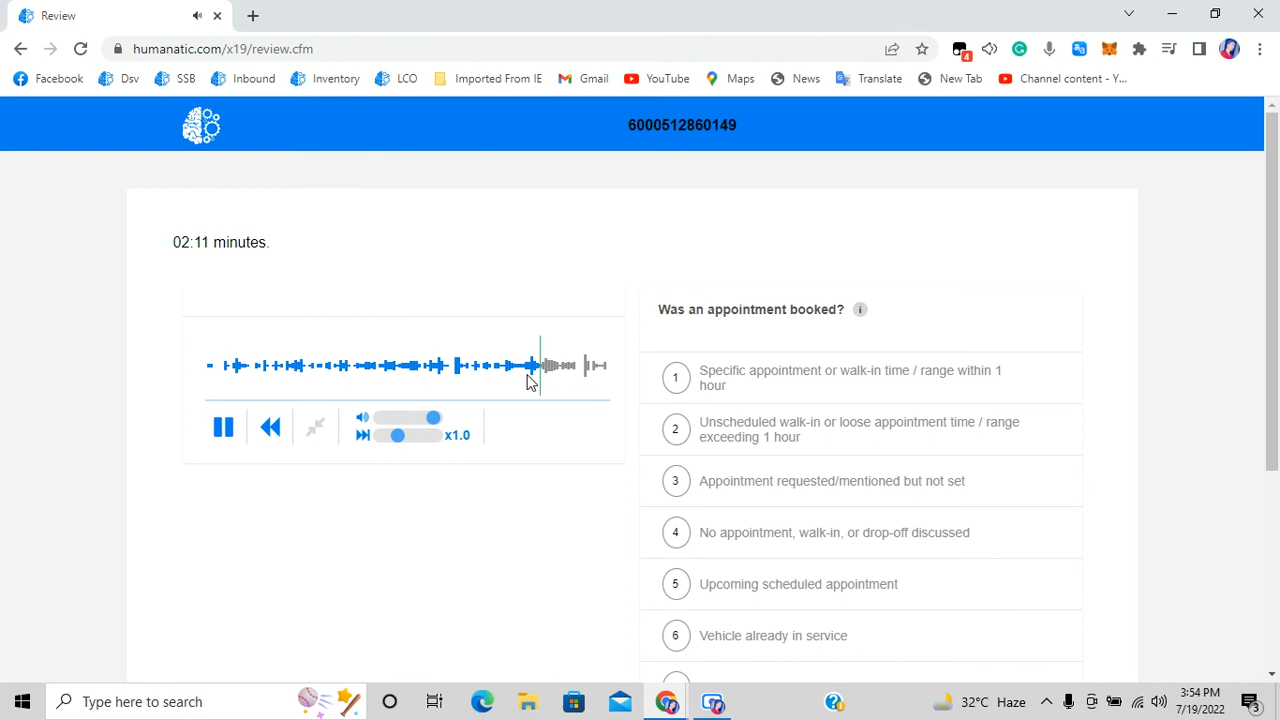 Review
humanatic.com/x19/review.cfm
4
Facebook Dsv SSB Inbound Inventory LCO Imported From IE Gmail YouTube Maps News Translate New Tab Channel content - Y...
6000512860149
02:11 minutes.
Was an appointment booked? i
1 Specific appointment or walk-in time / range within 1
hour
2 Unscheduled walk-in or loose appointment time / range
exceeding 1 hour
3 Appointment requested/mentioned but not set
4 No appointment, walk-in, or drop-off discussed
5 Upcoming scheduled appointment
6 Vehicle already in service
x1.0
Type here to search
32°C Haze
3:54 PM
7/19/2022
3